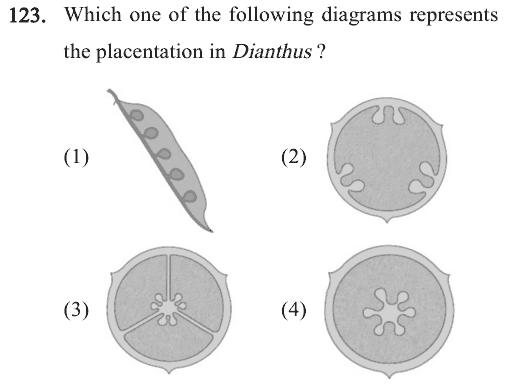 123. Which one of the following diagrams represents
the placentation in Dianthus ?
(1)
(2)
(3)
(4)